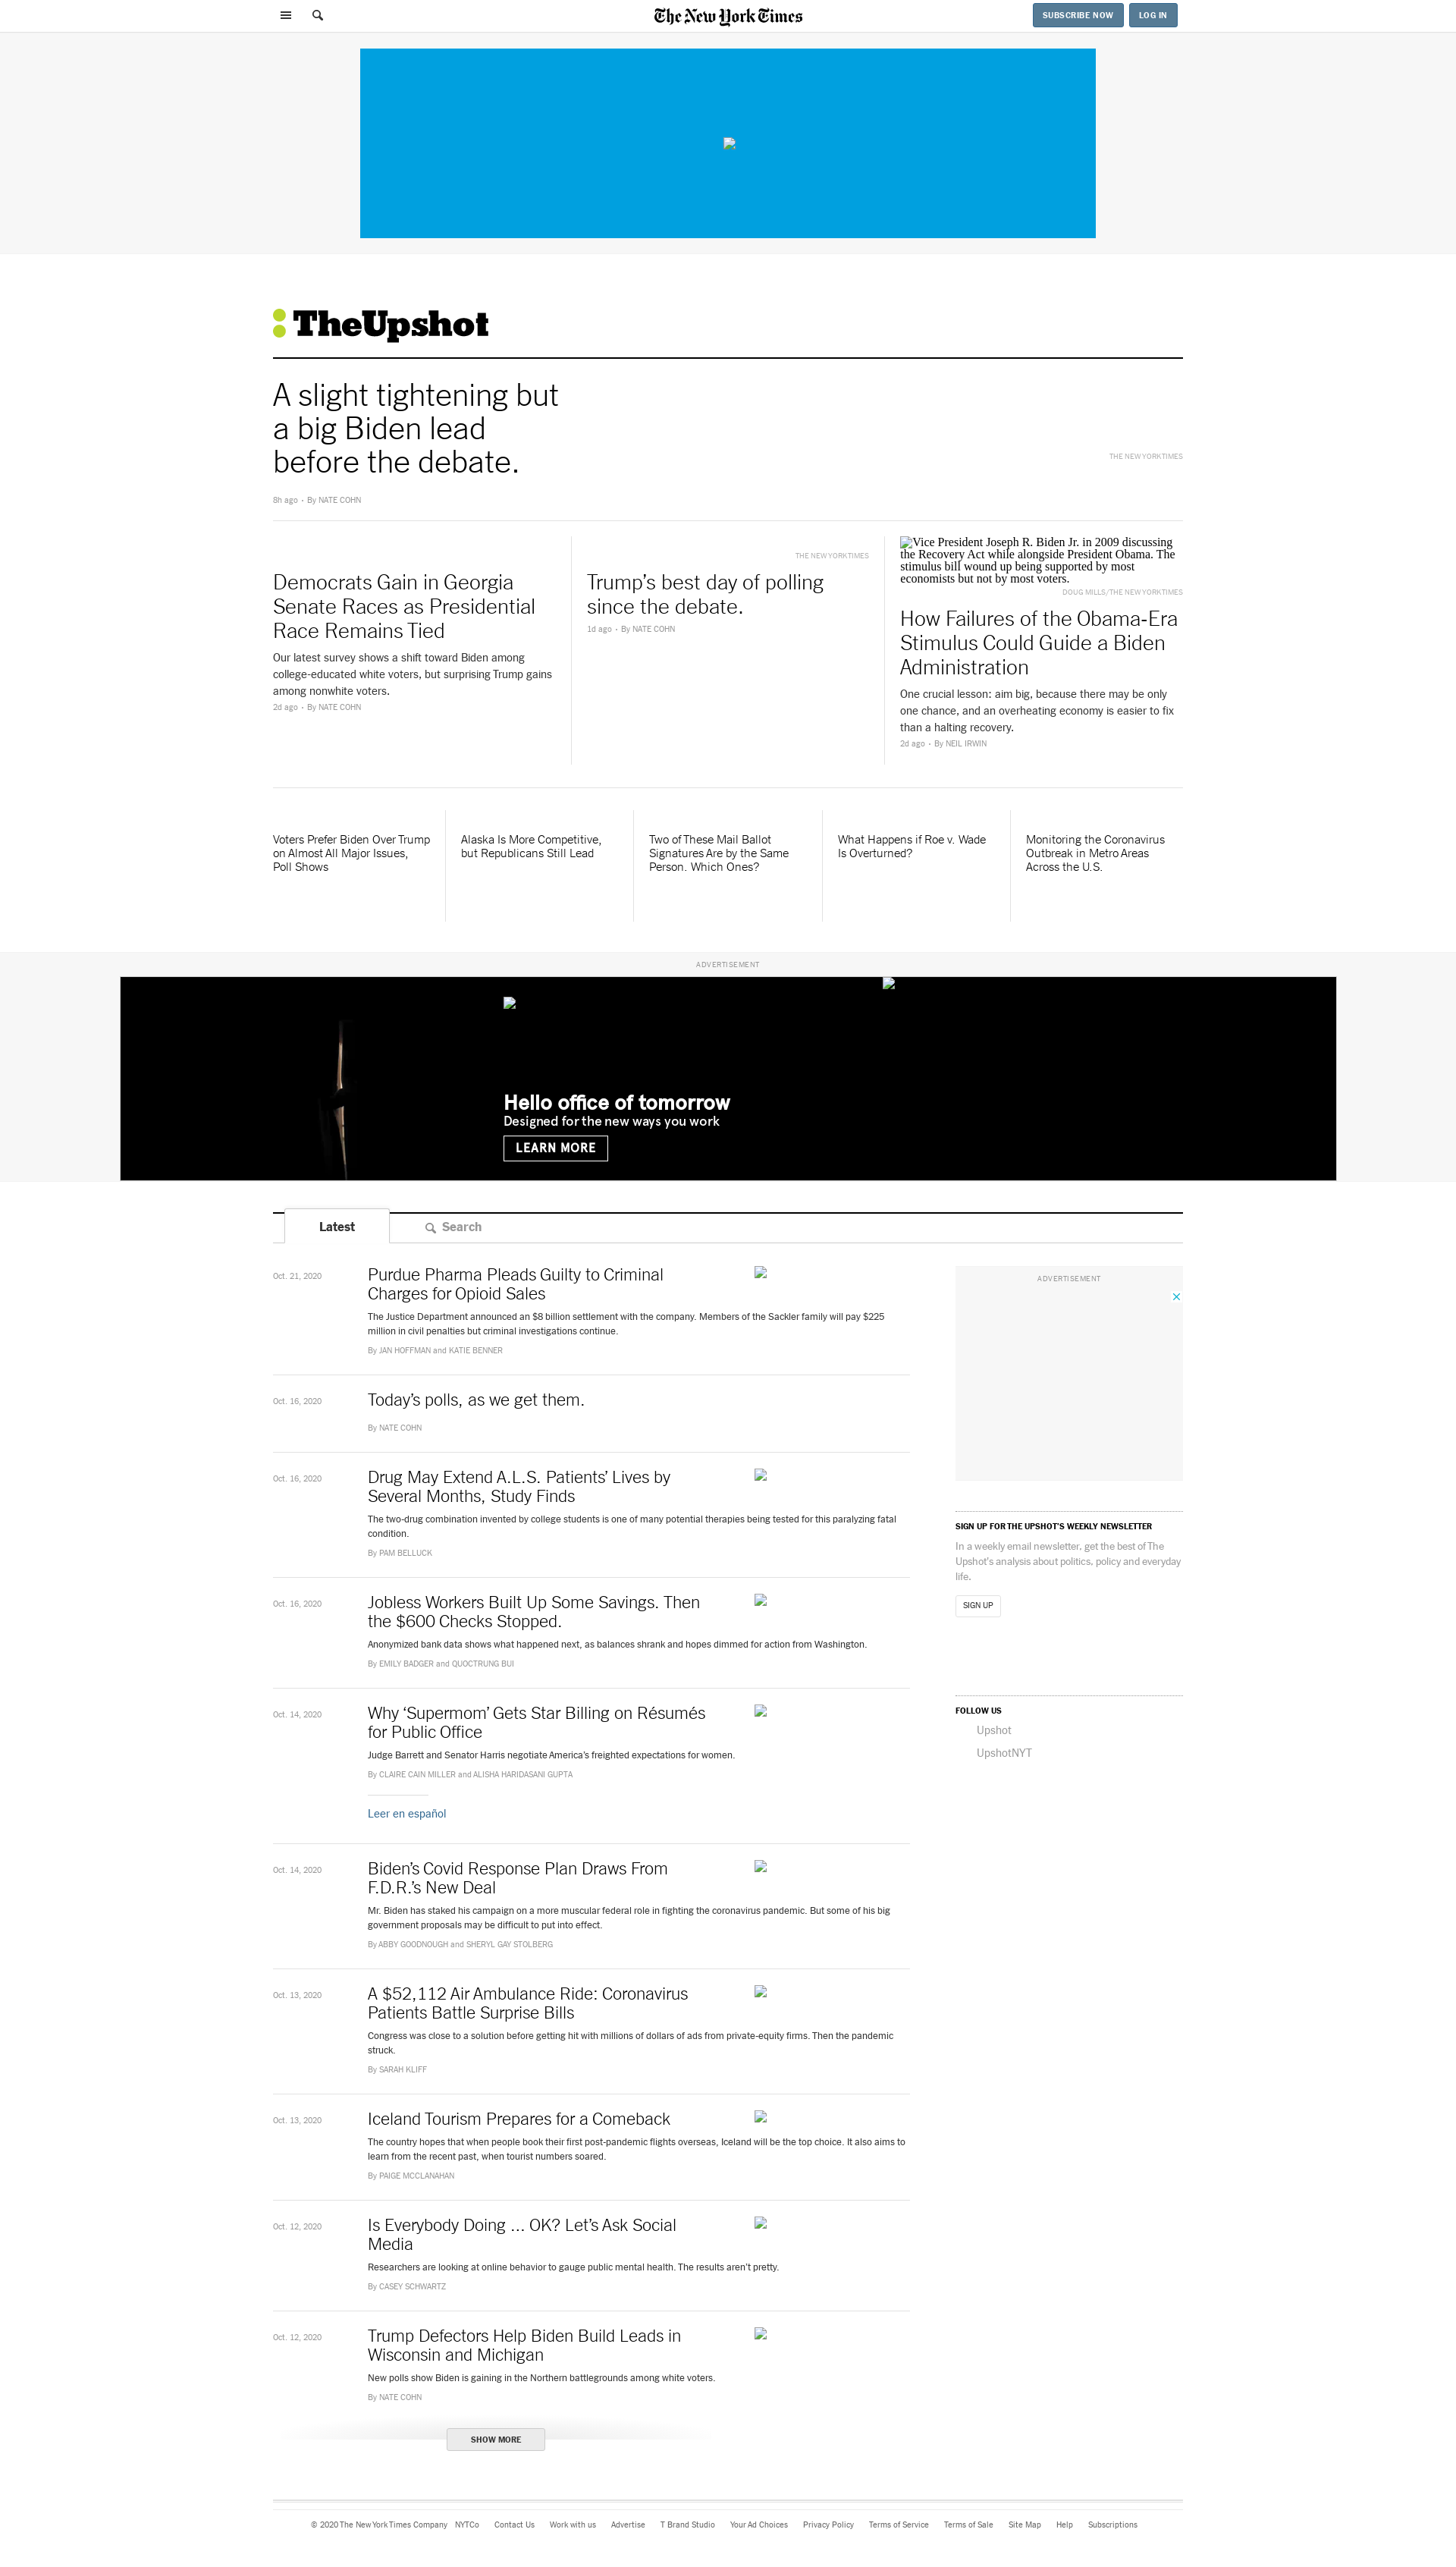 The New York Times
SUBSCRIBE NOW
LOG IN
TheUpshot
A slight tightening but
a big Biden lead
before the debate.
THE NEW YORK TIMES
8h ago • By NATE COHN
Democrats Gain in Georgia
Senate Races as Presidential
Race Remains Tied
Our latest survey shows a shift toward Biden among
college-educated white voters, but surprising Trump gains
among nonwhite voters.
2d ago • By NATE COHN
THE NEW YORK TIMES
Trump’s best day of polling
since the debate.
1d ago • By NATE COHN
Vice President Joseph R. Biden Jr. in 2009 discussing
the Recovery Act while alongside President Obama. The
stimulus bill wound up being supported by most
economists but not by most voters.
DOUG MILLS/THE NEW YORK TIMES
How Failures of the Obama-Era
Stimulus Could Guide a Biden
Administration
One crucial lesson: aim big, because there may be only
one chance, and an overheating economy is easier to fix
than a halting recovery.
2d ago • By NEIL IRWIN
Voters Prefer Biden Over Trump
on Almost All Major Issues,
Poll Shows
Alaska Is More Competitive,
but Republicans Still Lead
Two of These Mail Ballot
Signatures Are by the Same
Person. Which Ones?
What Happens if Roe v. Wade
Is Overturned?
Monitoring the Coronavirus
Outbreak in Metro Areas
Across the U.S.
ADVERTISEMENT
Hello office of tomorrow
Designed for the new ways you work
LEARN MORE
Latest
Search
Oct. 21, 2020
Purdue Pharma Pleads Guilty to Criminal
Charges for Opioid Sales
The Justice Department announced an $8 billion settlement with the company. Members of the Sackler family will pay $225
million in civil penalties but criminal investigations continue.
By JAN HOFFMAN and KATIE BENNER
Oct. 16, 2020
Today’s polls, as we get them.
By NATE COHN
Oct. 16, 2020
Drug May Extend A.L.S. Patients’ Lives by
Several Months, Study Finds
The two-drug combination invented by college students is one of many potential therapies being tested for this paralyzing fatal
condition.
By PAM BELLUCK
Oct. 16, 2020
Jobless Workers Built Up Some Savings. Then
the $600 Checks Stopped.
Anonymized bank data shows what happened next, as balances shrank and hopes dimmed for action from Washington.
By EMILY BADGER and QUOCTRUNG BUI
Oct. 14, 2020
Why ‘Supermom’ Gets Star Billing on Résumés
for Public Office
Judge Barrett and Senator Harris negotiate America’s freighted expectations for women.
By CLAIRE CAIN MILLER and ALISHA HARIDASANI GUPTA
Leer en español
Oct. 14, 2020
Biden’s Covid Response Plan Draws From
F.D.R.’s New Deal
Mr. Biden has staked his campaign on a more muscular federal role in fighting the coronavirus pandemic. But some of his big
government proposals may be difficult to put into effect.
By ABBY GOODNOUGH and SHERYL GAY STOLBERG
Oct. 13, 2020
A $52,112 Air Ambulance Ride: Coronavirus
Patients Battle Surprise Bills
Congress was close to a solution before getting hit with millions of dollars of ads from private-equity firms. Then the pandemic
struck.
By SARAH KLIFF
Oct. 13, 2020
Iceland Tourism Prepares for a Comeback
The country hopes that when people book their first post-pandemic flights overseas, Iceland will be the top choice. It also aims to
learn from the recent past, when tourist numbers soared.
By PAIGE MCCLANAHAN
Oct. 12, 2020
Is Everybody Doing ... OK? Let’s Ask Social
Media
Researchers are looking at online behavior to gauge public mental health. The results aren’t pretty.
By CASEY SCHWARTZ
Oct. 12, 2020
Trump Defectors Help Biden Build Leads in
Wisconsin and Michigan
New polls show Biden is gaining in the Northern battlegrounds among white voters.
By NATE COHN
SHOW MORE
ADVERTISEMENT
SIGN UP FOR THE UPSHOT’S WEEKLY NEWSLETTER
In a weekly email newsletter, get the best of The
Upshot’s analysis about politics, policy and everyday
life.
SIGN UP
FOLLOW US
Upshot
UpshotNYT
© 2020 The New York Times Company NYTCo Contact Us Work with us Advertise T Brand Studio Your Ad Choices Privacy Policy Terms of Service Terms of Sale Site Map Help Subscriptions